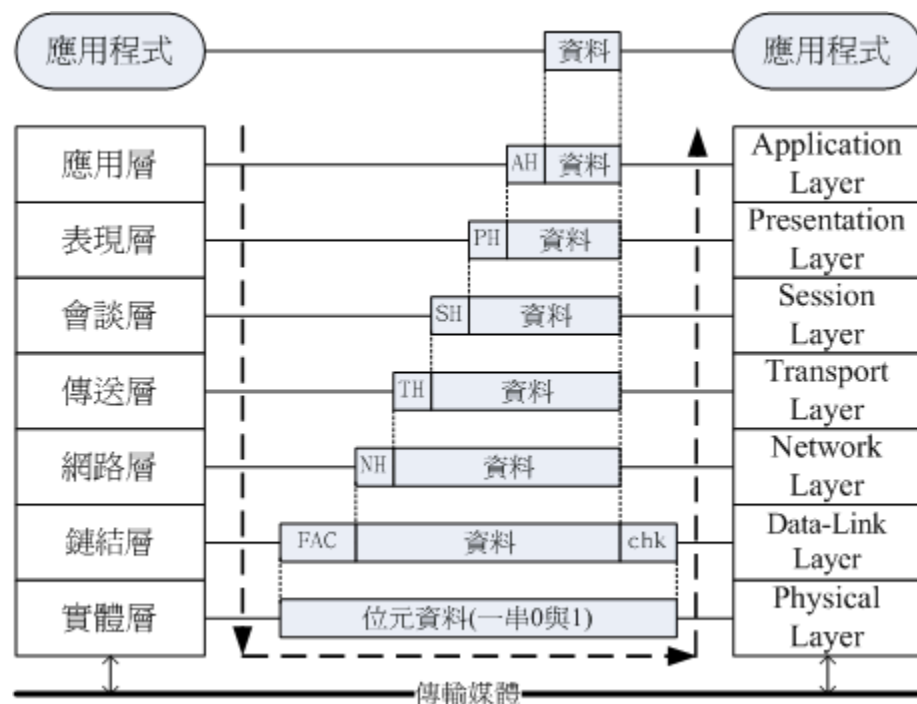 應用程式
資料
應用程式
應用層
AH
資料
Application
Layer
表現層
PH
資料
Presentation
Layer
會談層
SH
資料
Session
Layer
傳送層
TH
資料
Transport
Layer
網路層
NH
資料
Network
Layer
鏈結層
FAC
資料
chk
Data-Link
Layer
實體層
位元資料(一串0與1)
Physical
Layer
傳輸媒體